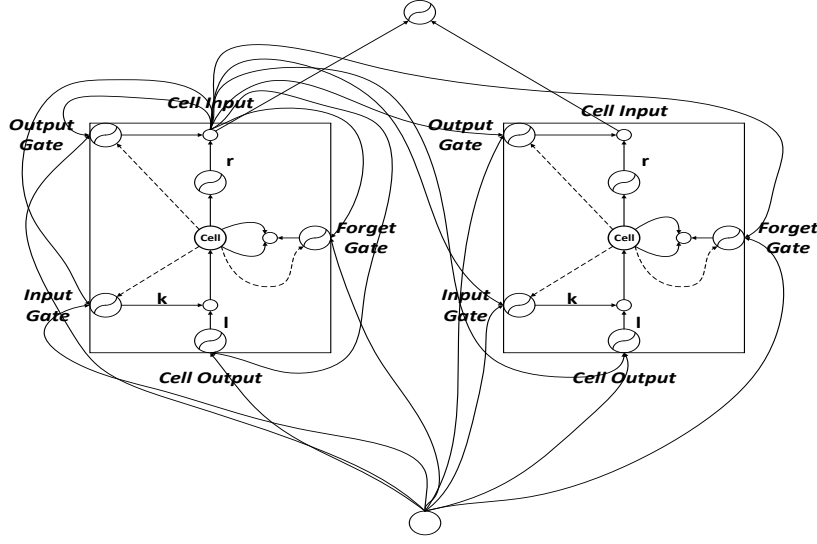 Cell Input
Output
Gate
r
Cell
Forget
Gate
Input
Gate
k
l
Cell Output
Cell Input
Output
Gate
r
Cell
Forget
Gate
Input
Gate
k
l
Cell Output